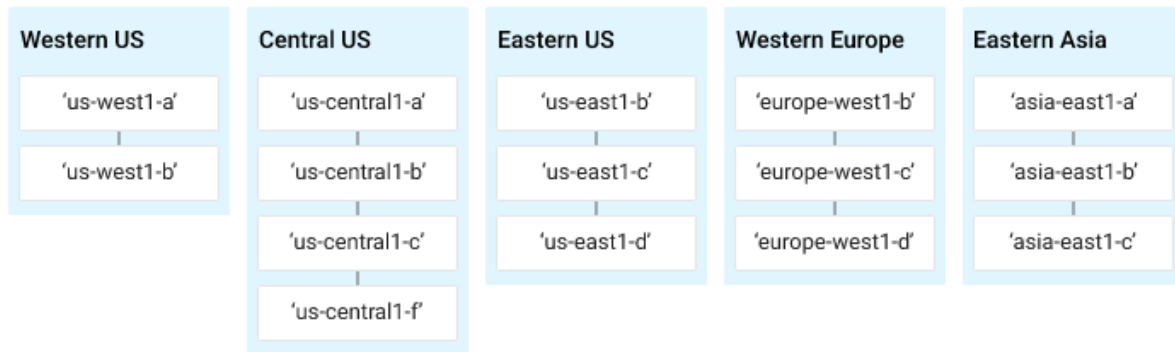 Western US
‘us-west1-a’
‘us-west1-b’
Central US
‘us-central1-a’
‘us-central1-b’
‘us-central1-c’
‘us-central1-f’
Eastern US
‘us-east1-b’
‘us-east1-c’
‘us-east1-d’
Western Europe
‘europe-west1-b’
‘europe-west1-c’
‘europe-west1-d’
Eastern Asia
‘asia-east1-a’
‘asia-east1-b’
‘asia-east1-c’